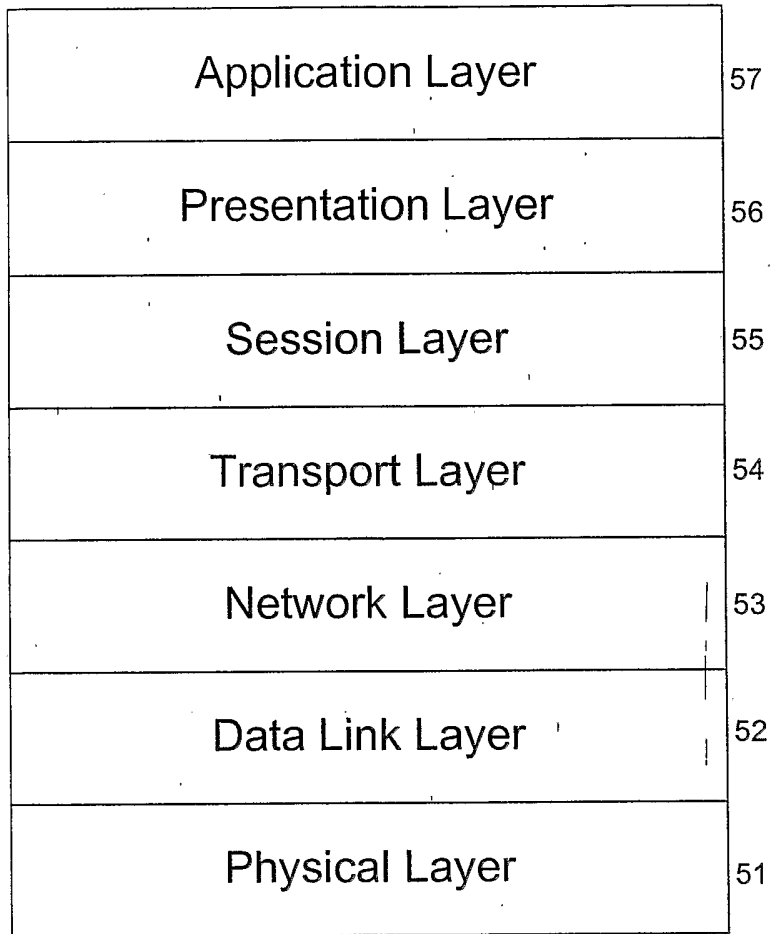 Application Layer 57
Presentation Layer 56
Session Layer 55
Transport Layer 54
Network Layer 53
Data Link Layer 52
Physical Layer 51